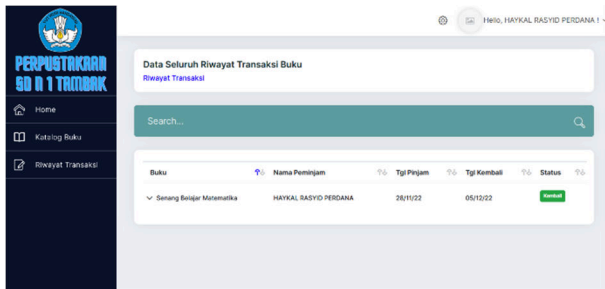 Hello, HAYKAL RASYID PERDANA !
PERPUSTAKAAN
SD N 1 TAMBAK
Home
Katalog Buku
Riwayat Transaksi
Data Seluruh Riwayat Transaksi Buku
Riwayat Transaksi
Search...
Buku Nama Peminjam Tgl Pinjam Tgl Kembali Status
Senang Belajar Matematika HAYKAL RASYID PERDANA 28/11/22 05/12/22 Kembali